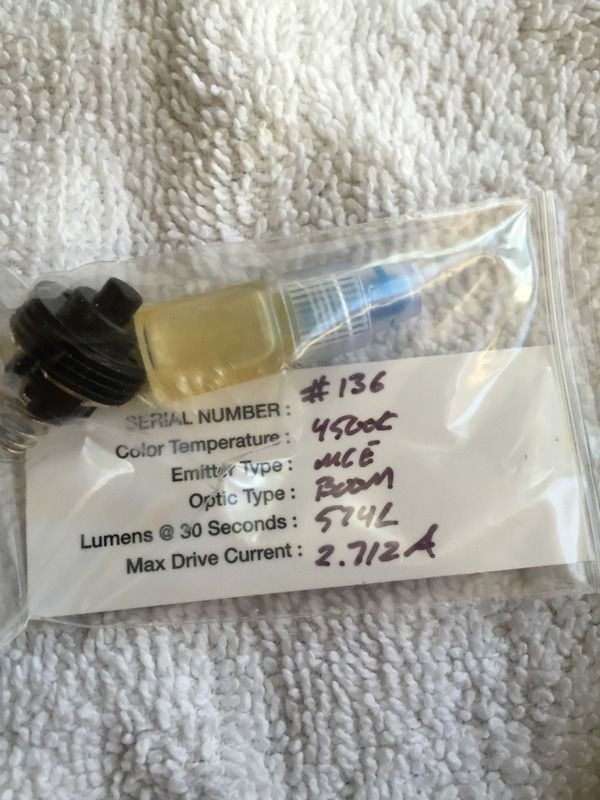 SERIAL NUMBER: #136
Color Temperature: 4500K
Emitter Type: MCE
Optic Type:
Lumens @ 30 Seconds: 574L
Max Drive Current: 2.712A